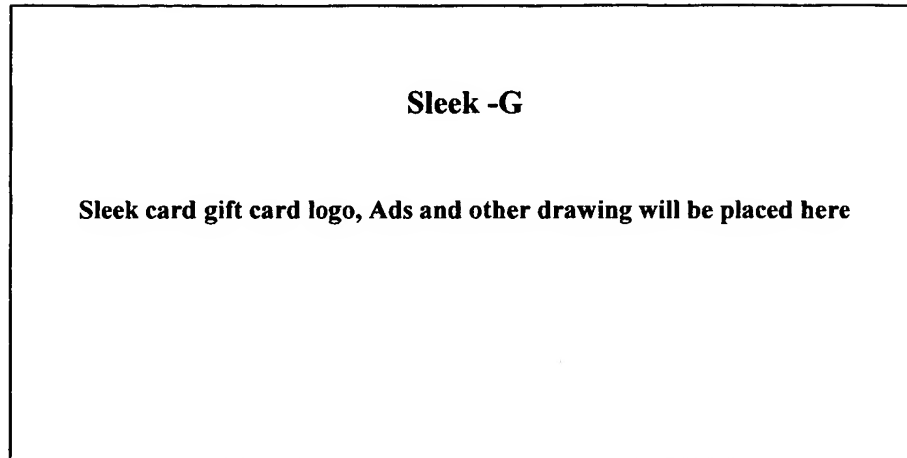 Sleek -G
Sleek card gift card logo, Ads and other drawing will be placed here